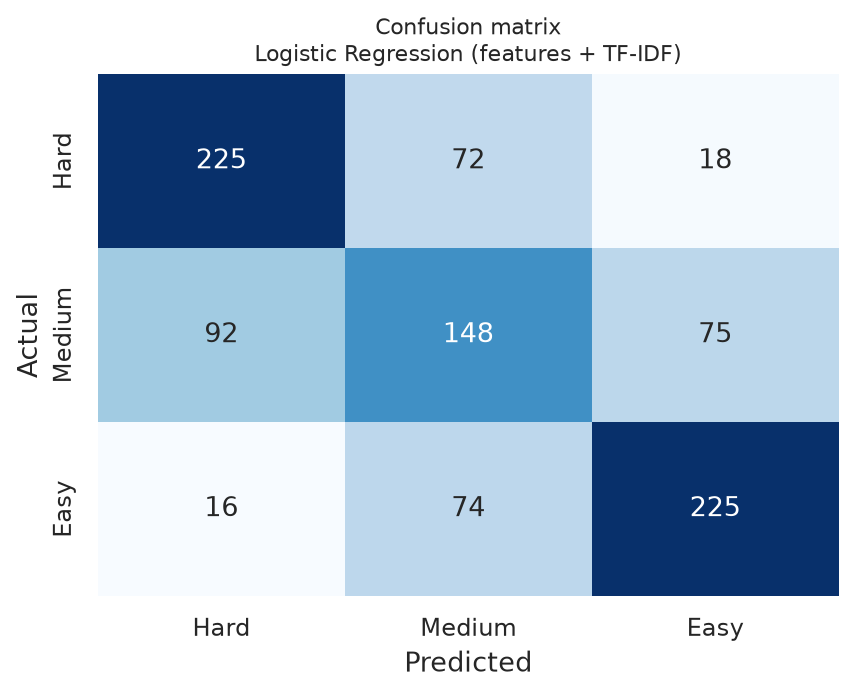 Confusion matrix
Logistic Regression (features + TF-IDF)
Hard
225
72
18
Actual
Medium
92
148
75
Easy
16
74
225
Hard
Medium
Easy
Predicted